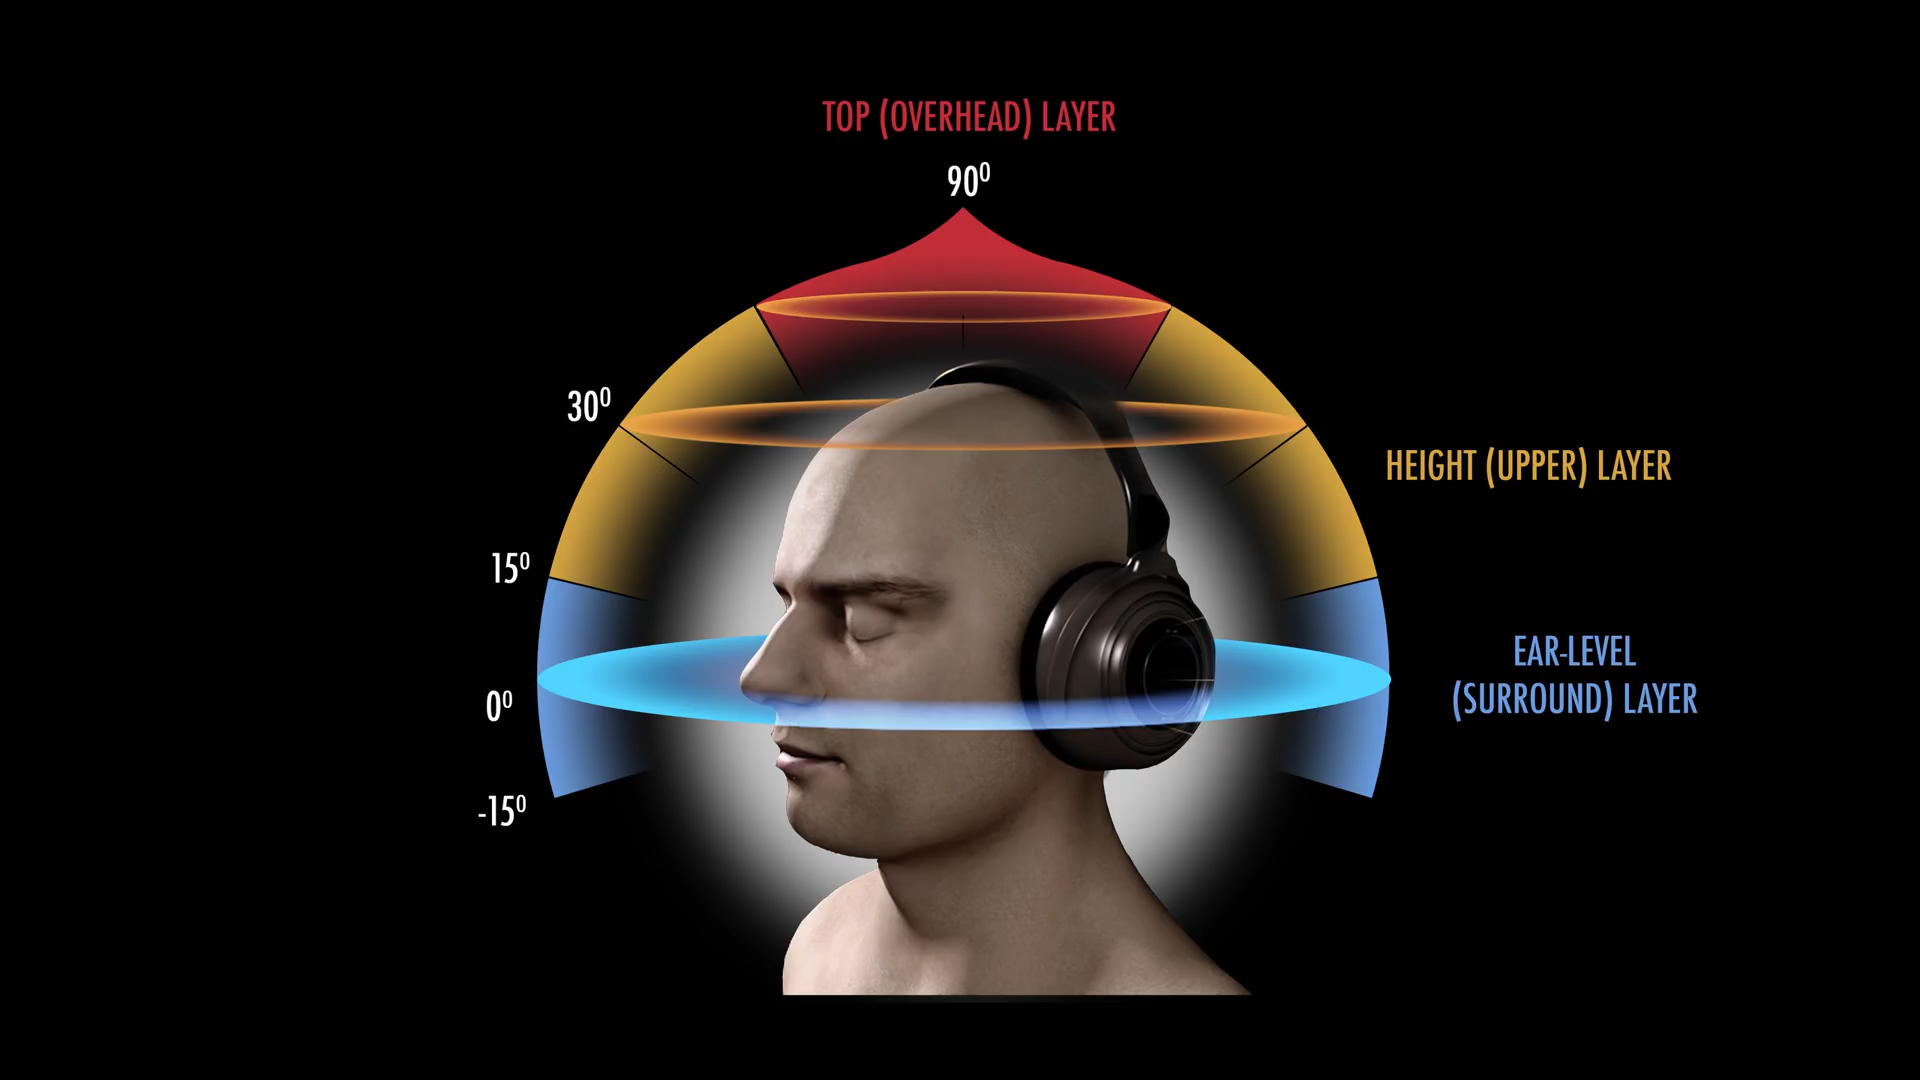 TOP (OVERHEAD) LAYER
90⁰
30⁰
HEIGHT (UPPER) LAYER
15⁰
EAR-LEVEL
(SURROUND) LAYER
0⁰
-15⁰